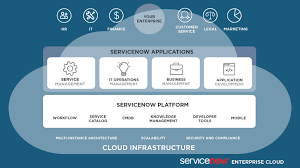 YOUR
ENTERPRISE
HR
IT
FINANCE
CUSTOMER
SERVICE
LEGAL
MARKETING
SERVICENOW APPLICATIONS
SERVICE
MANAGEMENT
IT OPERATIONS
MANAGEMENT
BUSINESS
MANAGEMENT
APPLICATION
DEVELOPMENT
SERVICENOW PLATFORM
WORKFLOW
SERVICE
CATALOG
CMDB
KNOWLEDGE
MANAGEMENT
DEVELOPER
TOOLS
MOBILE
MULTI-INSTANCE ARCHITECTURE
SCALABILITY
SECURITY AND COMPLIANCE
CLOUD INFRASTRUCTURE
servicenow ENTERPRISE CLOUD